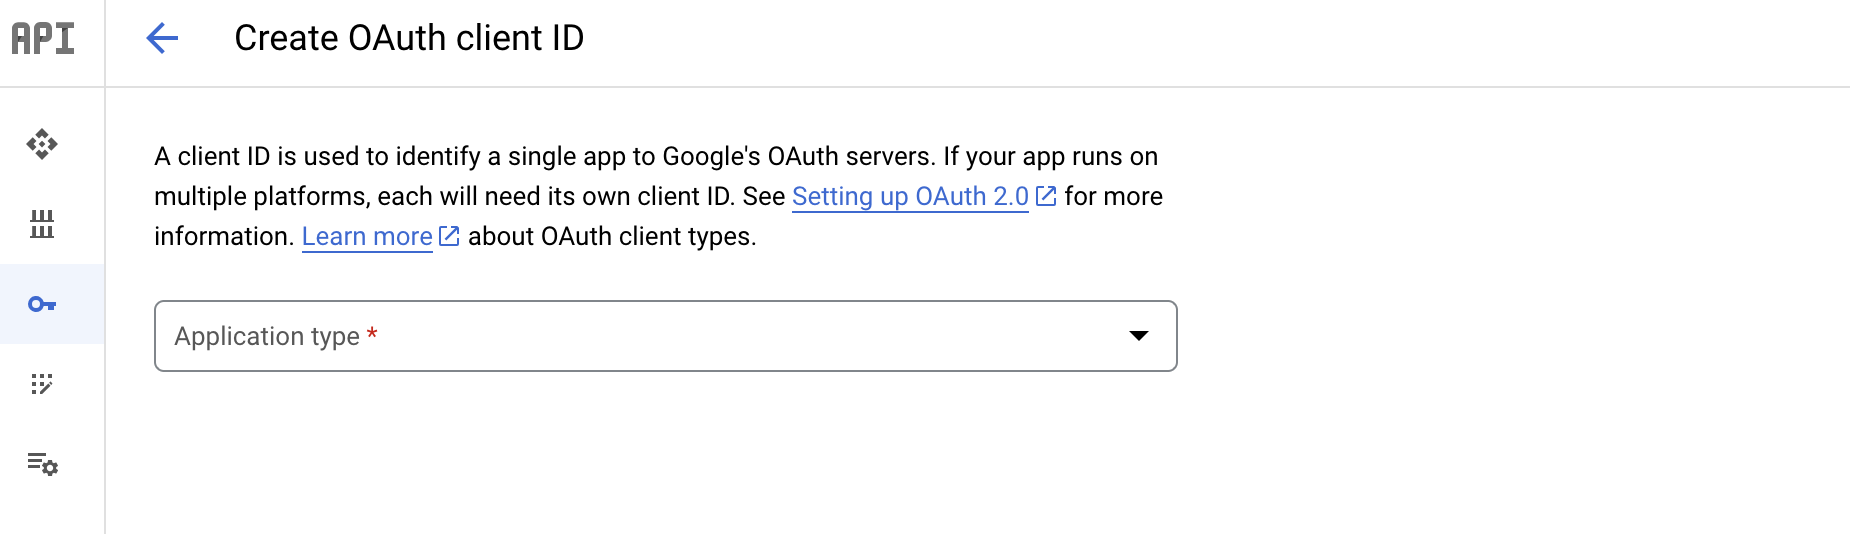 API
Create OAuth client ID
A client ID is used to identify a single app to Google's OAuth servers. If your app runs on
multiple platforms, each will need its own client ID. See Setting up OAuth 2.0 for more
information. Learn more about OAuth client types.
Application type *